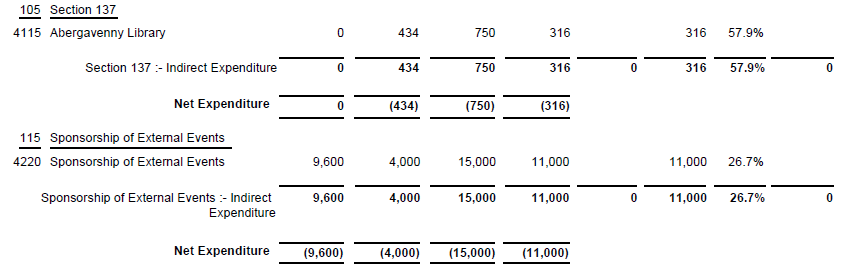 105 Section 137
4115 Abergavenny Library 0 434 750 316 316 57.9%
Section 137 :- Indirect Expenditure 0 434 750 316 0 316 57.9% 0
Net Expenditure 0 (434) (750) (316)
115 Sponsorship of External Events
4220 Sponsorship of External Events 9,600 4,000 15,000 11,000 11,000 26.7%
Sponsorship of External Events :- Indirect 9,600 4,000 15,000 11,000 0 11,000 26.7% 0
Expenditure
Net Expenditure (9,600) (4,000) (15,000) (11,000)